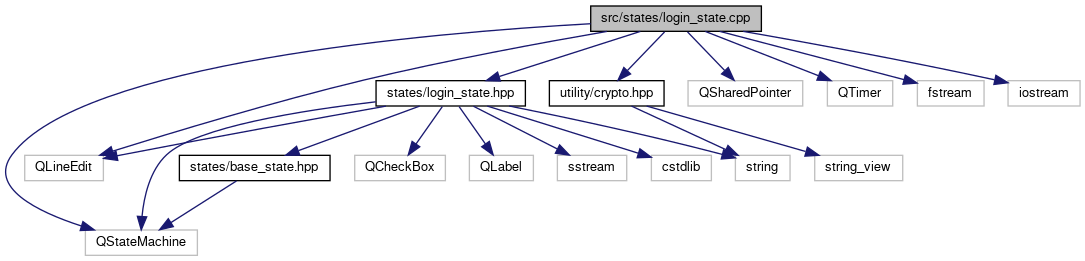 src/states/login_state.cpp
states/login_state.hpp
utility/crypto.hpp
QSharedPointer
QTimer
fstream
iostream
QLineEdit
states/base_state.hpp
QCheckBox
QLabel
sstream
cstdlib
string
string_view
QStateMachine